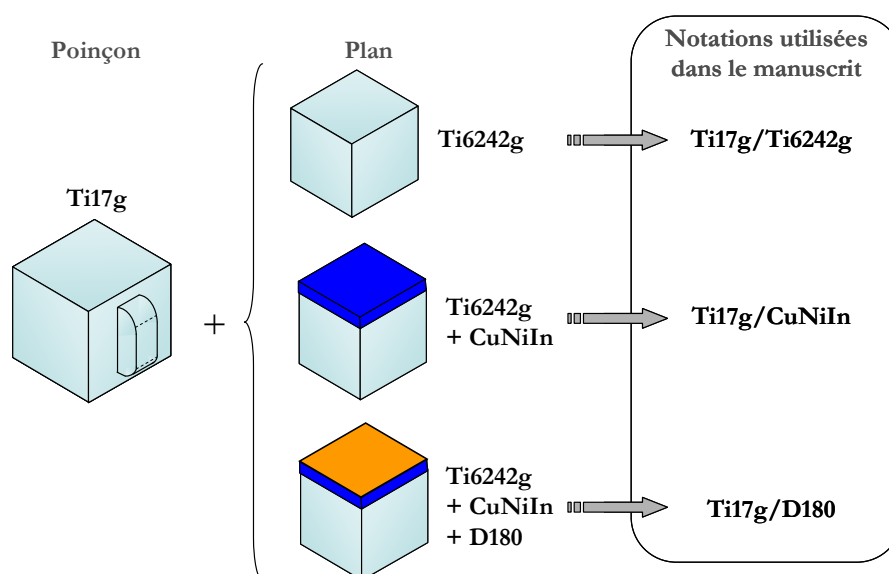 Poinçon
Plan
Notations utilisées
dans le manuscrit
Ti17g
+
Ti6242g
Ti17g/Ti6242g
Ti6242g
+ CuNiIn
Ti17g/CuNiIn
Ti6242g
+ CuNiIn
+ D180
Ti17g/D180